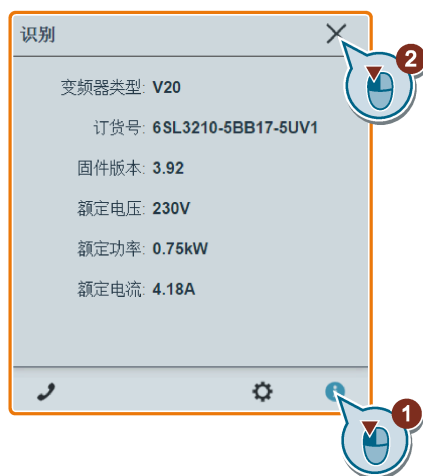 识别
变频器类型: V20
订货号: 6SL3210-5BB17-5UV1
固件版本: 3.92
额定电压: 230V
额定功率: 0.75kW
额定电流: 4.18A
2
1